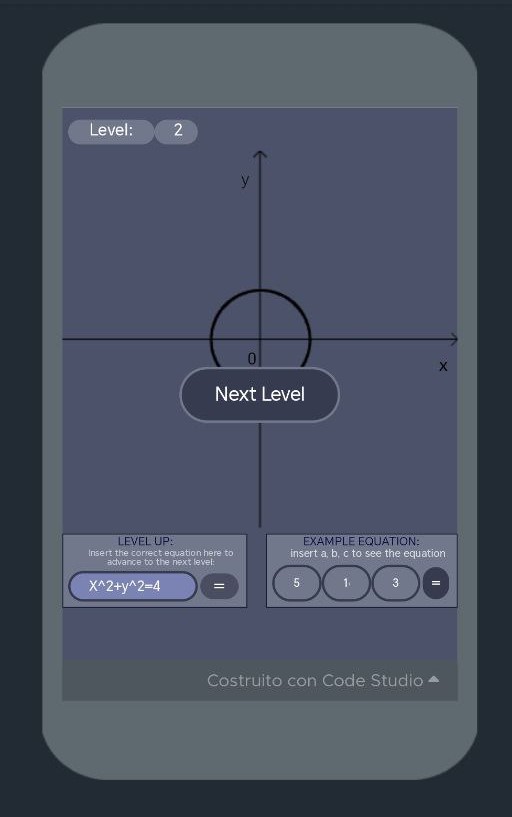 Level: 2
y
0
x
Next Level
LEVEL UP:
Insert the correct equation here to
advance to the next level:
X^2+y^2=4 =
EXAMPLE EQUATION:
insert a, b, c to see the equation
5 1 3 =
Costruito con Code Studio